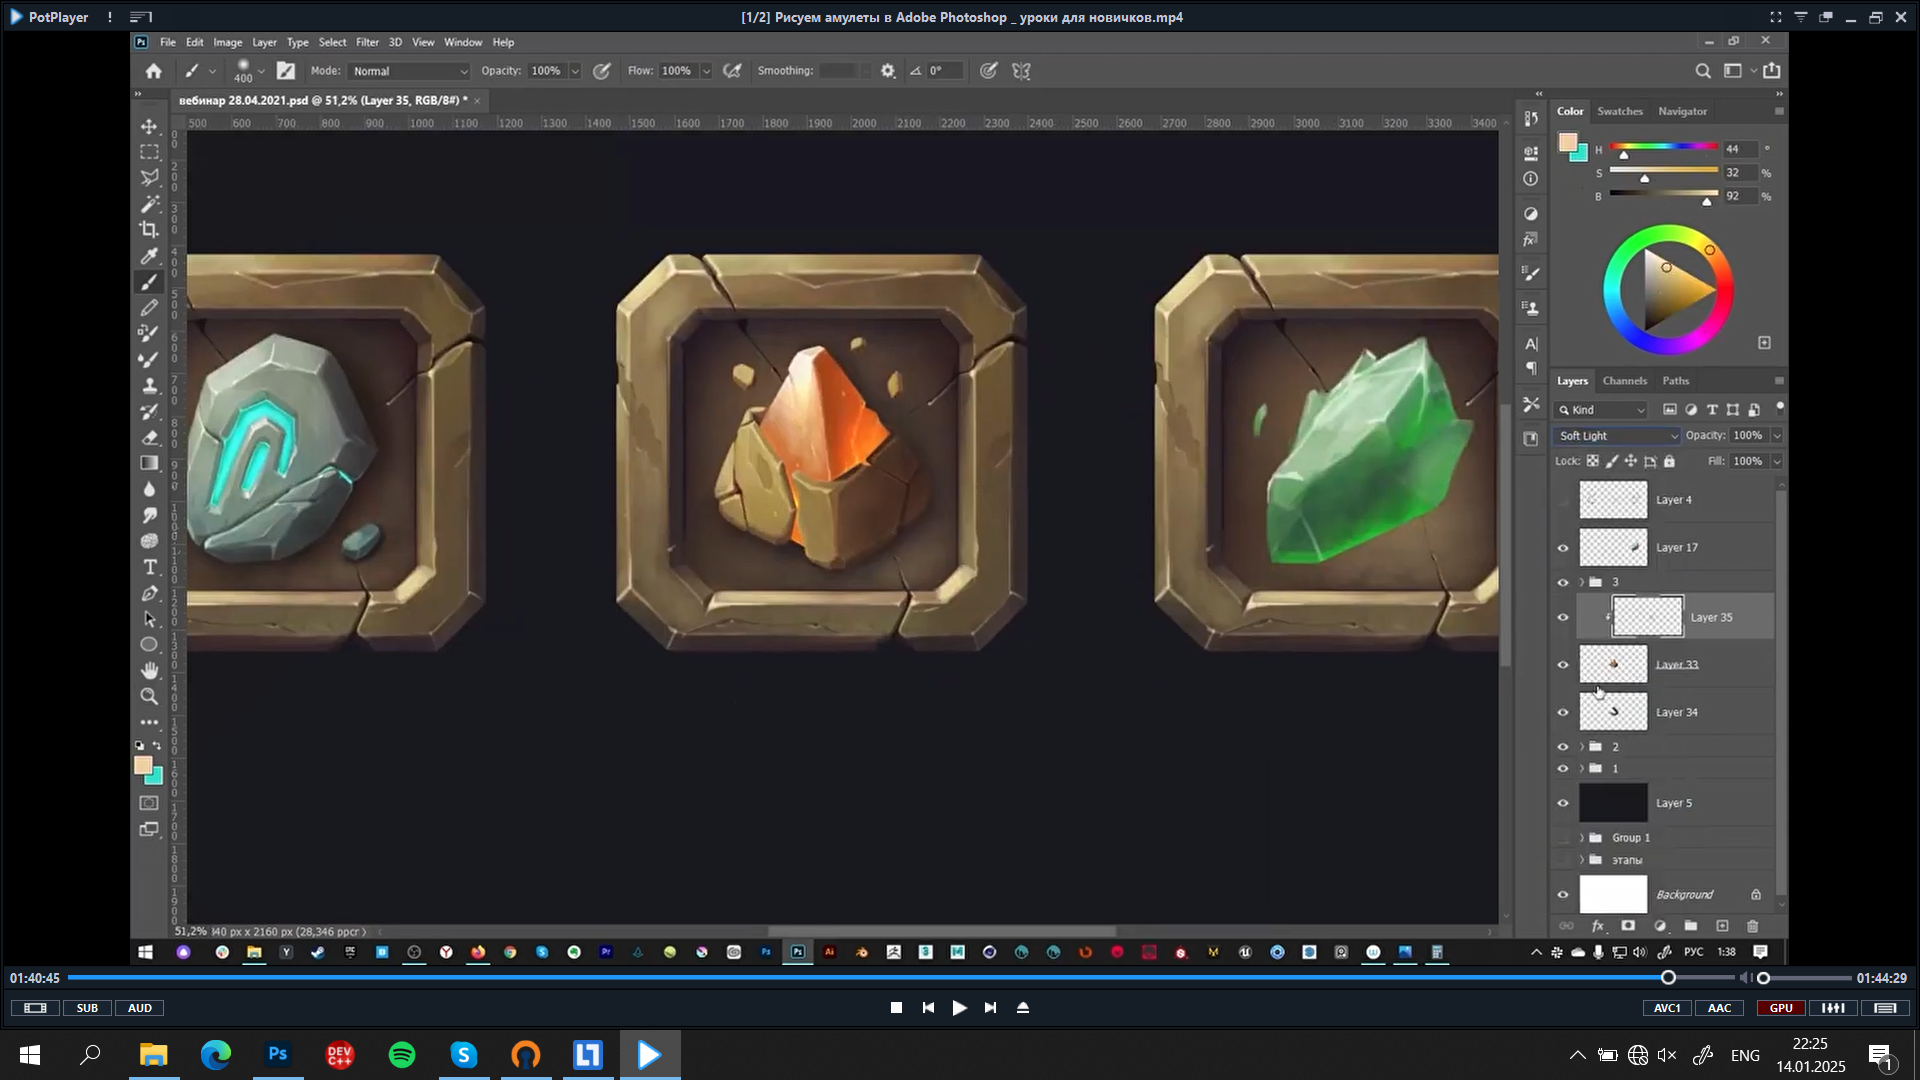 PotPlayer
[1/2] Рисуем амулеты в Adobe Photoshop _ уроки для новичков.mp4
Ps File Edit Image Layer Type Select Filter 3D View Window Help
400 Mode: Normal Opacity: 100% Flow: 100% Smoothing: 0°
вебинар 28.04.2021.psd @ 51,2% (Layer 35, RGB/8#) * ×
500 600 700 800 900 1000 1100 1200 1300 1400 1500 1600 1700 1800 1900 2000 2100 2200 2300 2400 2500 2600 2700 2800 2900 3000 3100 3200 3300 3400
Color Swatches Navigator
H 44 °
S 32 %
B 92 %
Layers Channels Paths
Kind
Soft Light Opacity: 100%
Lock: Fill: 100%
Layer 4
Layer 17
3
Layer 35
Layer 33
Layer 34
2
1
Layer 5
Group 1
этапы
Background
51,2% 40 px x 2160 px (28,346 ppcm)
РУС 1:38
01:40:45 01:44:29
SUB AUD AVC1 AAC GPU
Ps DEV C++ ENG 22:25
14.01.2025
1